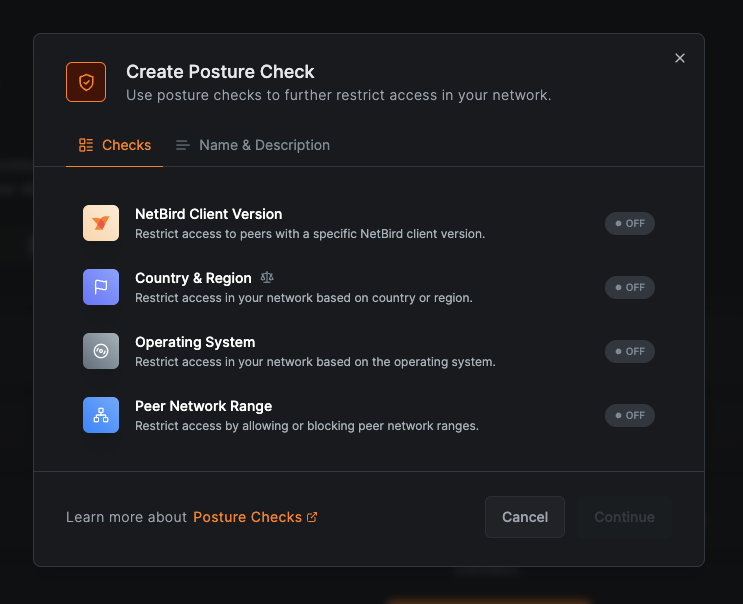 Create Posture Check
Use posture checks to further restrict access in your network.
Checks
Name & Description
NetBird Client Version
Restrict access to peers with a specific NetBird client version.
OFF
Country & Region
Restrict access in your network based on country or region.
OFF
Operating System
Restrict access in your network based on the operating system.
OFF
Peer Network Range
Restrict access by allowing or blocking peer network ranges.
OFF
Learn more about Posture Checks
Cancel
Continue